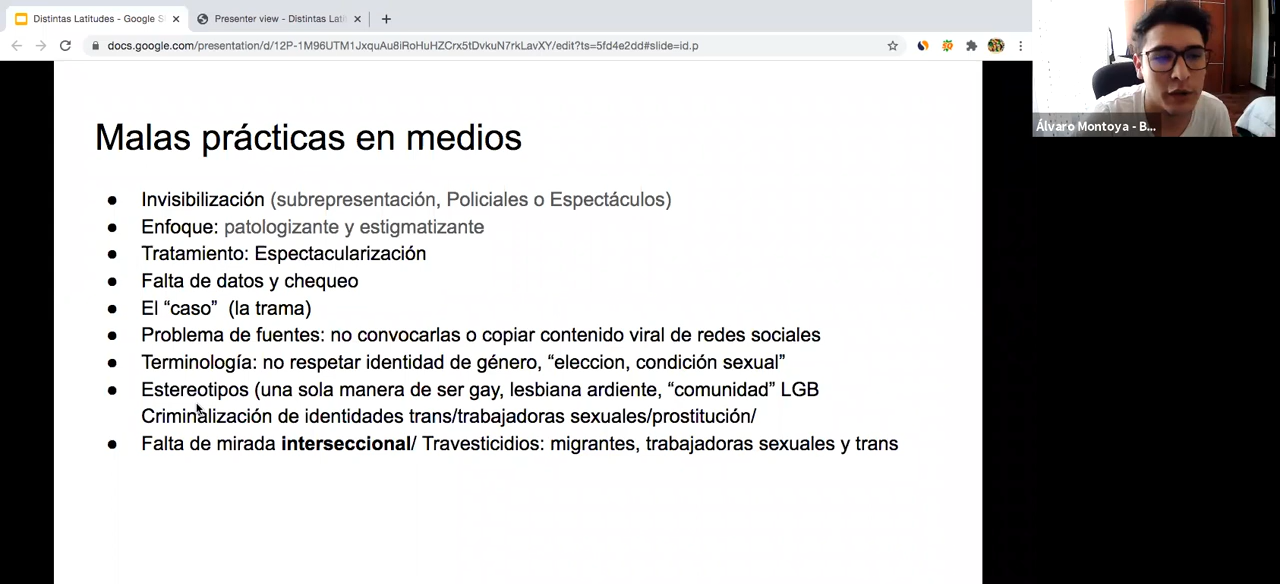 Distintas Latitudes - Google S
Presenter view - Distintas Lati
docs.google.com/presentation/d/12P-1M96UTM1JxquAu8iRoHuHZCrx5tDvkuN7rkLavXY/edit?ts=5fd4e2dd#slide=id.p
Álvaro Montoya - B...
Malas prácticas en medios
● Invisibilización (subrepresentación, Policiales o Espectáculos)
● Enfoque: patologizante y estigmatizante
● Tratamiento: Espectacularización
● Falta de datos y chequeo
● El “caso” (la trama)
● Problema de fuentes: no convocarlas o copiar contenido viral de redes sociales
● Terminología: no respetar identidad de género, “eleccion, condición sexual”
● Estereotipos (una sola manera de ser gay, lesbiana ardiente, “comunidad” LGB
Criminalización de identidades trans/trabajadoras sexuales/prostitución/
● Falta de mirada interseccional/ Travesticidios: migrantes, trabajadoras sexuales y trans